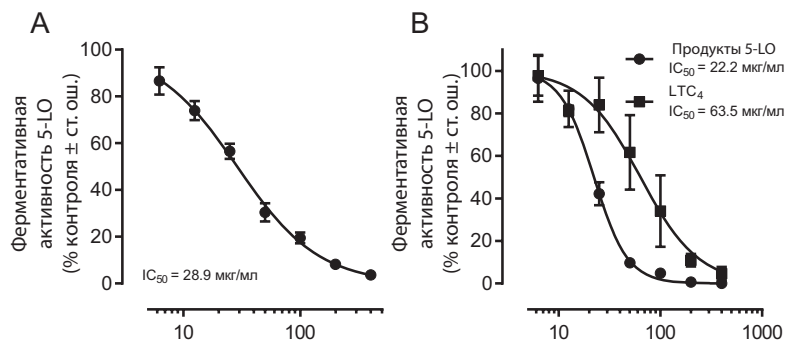 A
Ферментативная
активность 5-LO
(% контроля ± ст. ош.)
100
80
60
40
20
0
IC50 = 28.9 мкг/мл
10
100
B
Ферментативная
активность 5-LO
(% контроля ± ст. ош.)
100
80
60
40
20
0
Продукты 5-LO
IC50 = 22.2 мкг/мл
LTC4
IC50 = 63.5 мкг/мл
10
100
1000